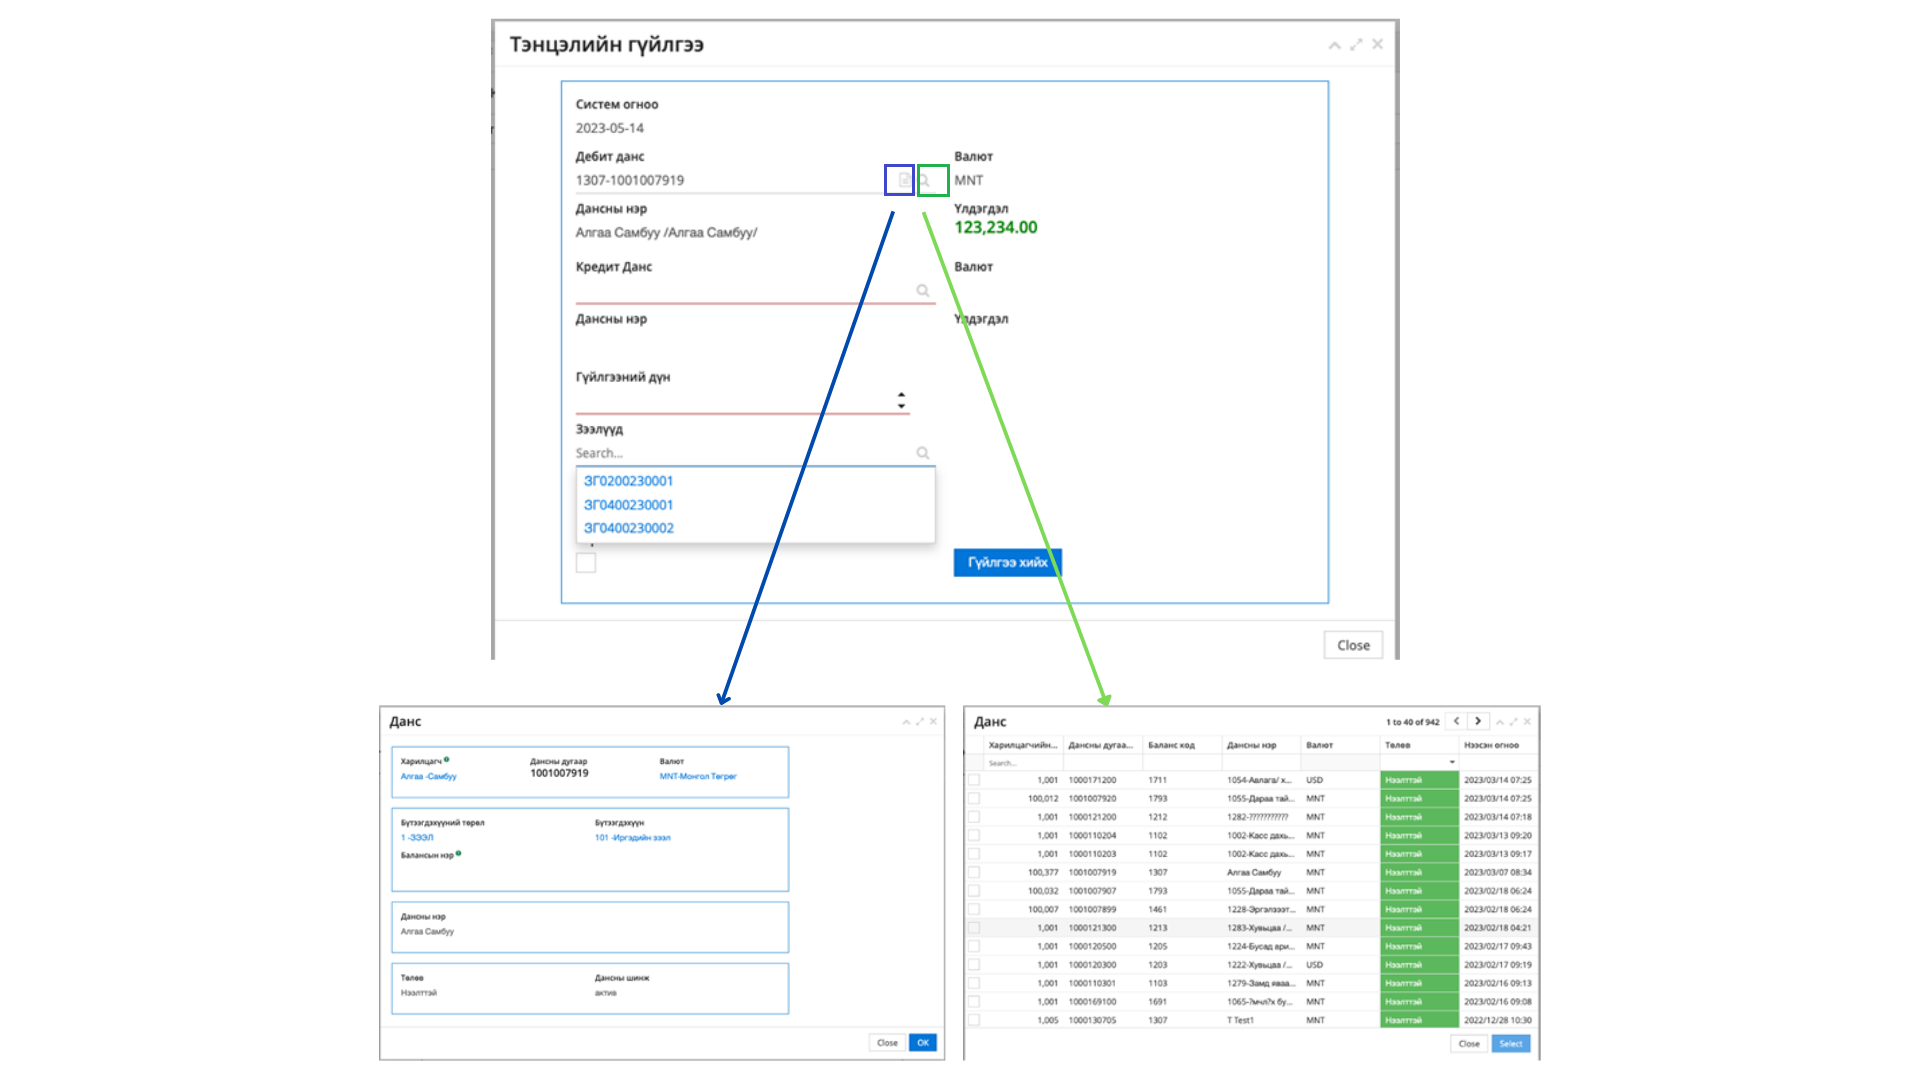 Тэнцэлийн гүйлгээ
Систем огноо
2023-05-14
Дебит данс Валют
1307-1001007919 MNT
Дансны нэр Үлдэгдэл
Алгаа Самбуу /Алгаа Самбуу/ 123,234.00
Кредит Данс Валют
Дансны нэр Үлдэгдэл
Гүйлгээний дүн
Зээлүүд
Search...
ЗГ0200230001
ЗГ0400230001
ЗГ0400230002
Гүйлгээ хийх
Close
Данс
Харилцагч Дансны дугаар Валют
Алгаа -Самбуу 1001007919 MNT-Монгол Төгрөг
Бүтээгдэхүүний төрөл Бүтээгдэхүүн
1 -ЗЭЭЛ 101 -Иргэдийн зээл
Балансын нэр
Дансны нэр
Алгаа Самбуу
Төлөв Дансны шинж
Нээлттэй актив
Close OK
Данс 1 to 40 of 942
Харилцагчийн... Дансны дугаа... Баланс код Дансны нэр Валют Төлөв Нээсэн огноо
Search...
1,001 1000171200 1711 1054-Авлага/ х... USD Нээлттэй 2023/03/14 07:25
100,012 1001007920 1793 1055-Дараа тай... MNT Нээлттэй 2023/03/14 07:25
1,001 1000121200 1212 1282-??????????? MNT Нээлттэй 2023/03/14 07:18
1,001 1000110204 1102 1002-Касс дахь... MNT Нээлттэй 2023/03/13 09:20
1,001 1000110203 1102 1002-Касс дахь... MNT Нээлттэй 2023/03/13 09:17
100,377 1001007919 1307 Алгаа Самбуу MNT Нээлттэй 2023/03/07 08:34
100,032 1001007907 1793 1055-Дараа тай... MNT Нээлттэй 2023/02/18 06:24
100,007 1001007899 1461 1228-Эргэлзээт... MNT Нээлттэй 2023/02/18 06:24
1,001 1000121300 1213 1283-Хувьцаа /... MNT Нээлттэй 2023/02/18 04:21
1,001 1000120500 1205 1224-Бусад ари... MNT Нээлттэй 2023/02/17 09:43
1,001 1000120300 1203 1222-Хувьцаа /... USD Нээлттэй 2023/02/17 09:19
1,001 1000110301 1103 1279-Замд яваа... MNT Нээлттэй 2023/02/16 09:13
1,001 1000169100 1691 1065-?мчл?х бу... MNT Нээлттэй 2023/02/16 09:08
1,005 1000130705 1307 T Test1 MNT Нээлттэй 2022/12/28 10:30
Close Select